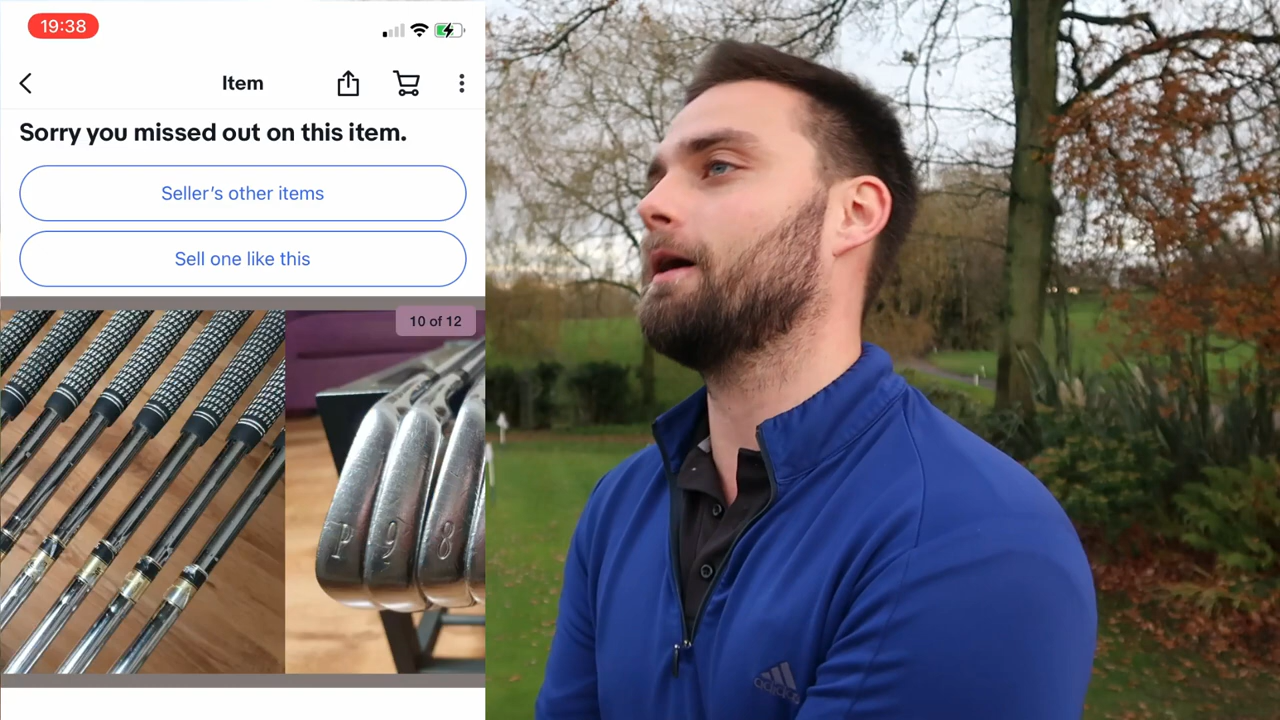 19:38
Item
Sorry you missed out on this item.
Seller's other items
Sell one like this
10 of 12
P 9 8
adidas